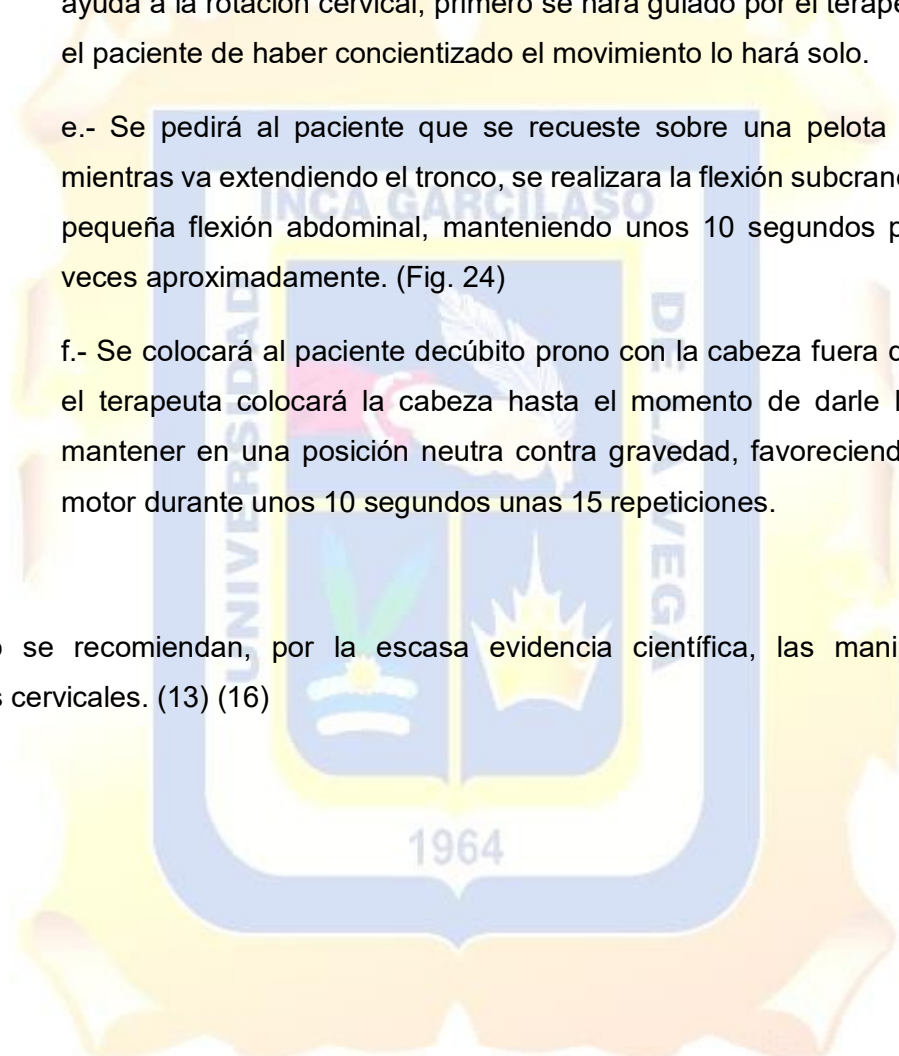 ayuda a la rotación cervical, primero se hará guiado por el
el paciente de haber concientizado el movimiento lo hará solo.
e.- Se pedirá al paciente que se recueste sobre una pelota
mientras va extendiendo el tronco, se realizara la flexión
pequeña flexión abdominal, manteniendo unos 10 segundos
veces aproximadamente. (Fig. 24)
f.- Se colocará al paciente decúbito prono con la cabeza fuera
el terapeuta colocará la cabeza hasta el momento de darle
mantener en una posición neutra contra gravedad,
motor durante unos 10 segundos unas 15 repeticiones.
se recomiendan, por la escasa evidencia científica, las
cervicales. (13) (16)
INCA GARCILASO
UNIVERSIDAD
DE LA VEGA
1964